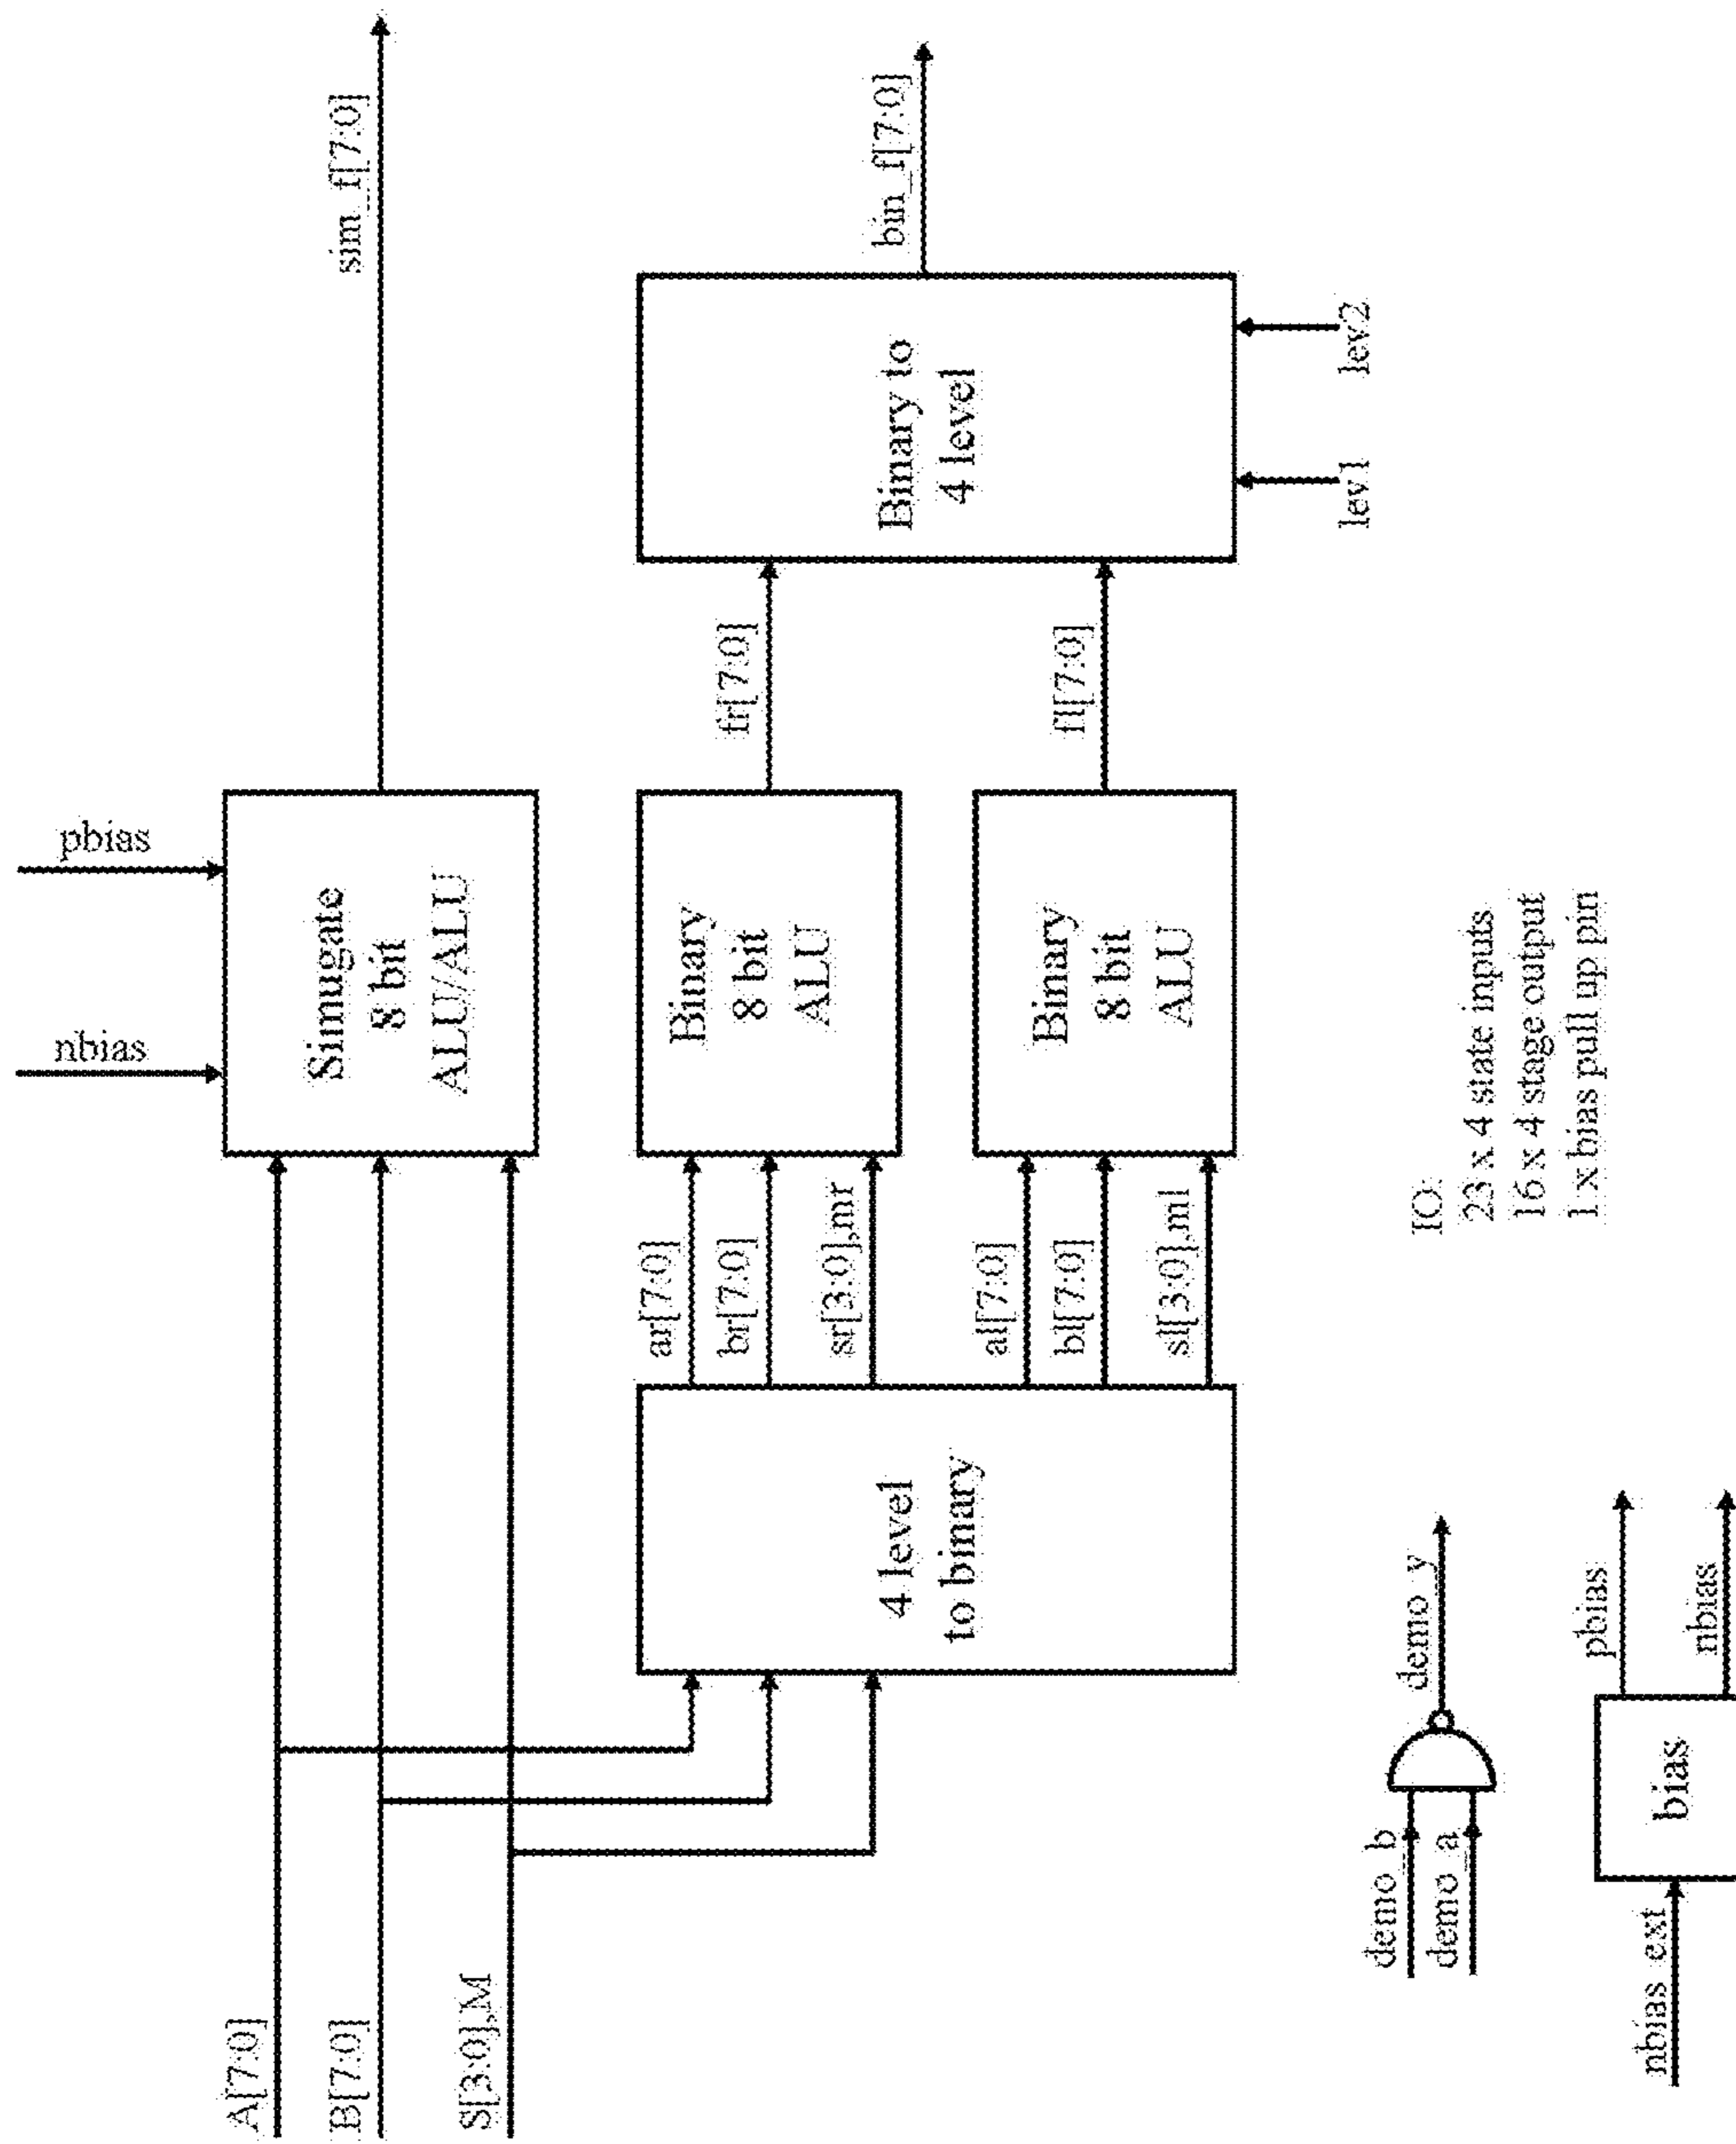 A[7:0]
B[7:0]
S[3:0],M
nbias
pbias
Simugate
8 bit
ALU/ALU
sim_f[7:0]
4 level
to binary
ar[7:0]
br[7:0]
sr[3:0],mr
al[7:0]
bl[7:0]
sl[3:0],ml
Binary
8 bit
ALU
Binary
8 bit
ALU
fr[7:0]
fl[7:0]
Binary to
4 level
bin_f[7:0]
lev1
lev2
demo_b
demo_a
demo_y
nbias_ext
bias
pbias
nbias
IO:
23 x 4 state inputs
16 x 4 stage output
1 x bias pull up pin